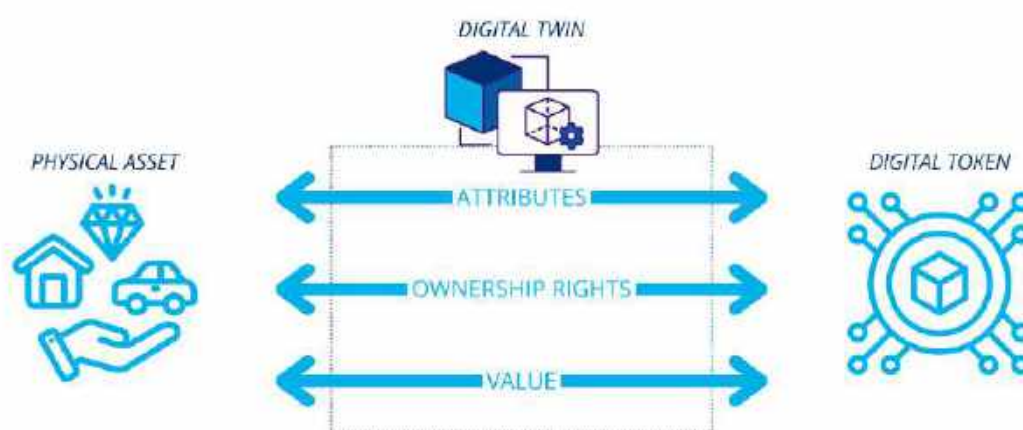 DIGITAL TWIN
PHYSICAL ASSET
DIGITAL TOKEN
ATTRIBUTES
OWNERSHIP RIGHTS
VALUE